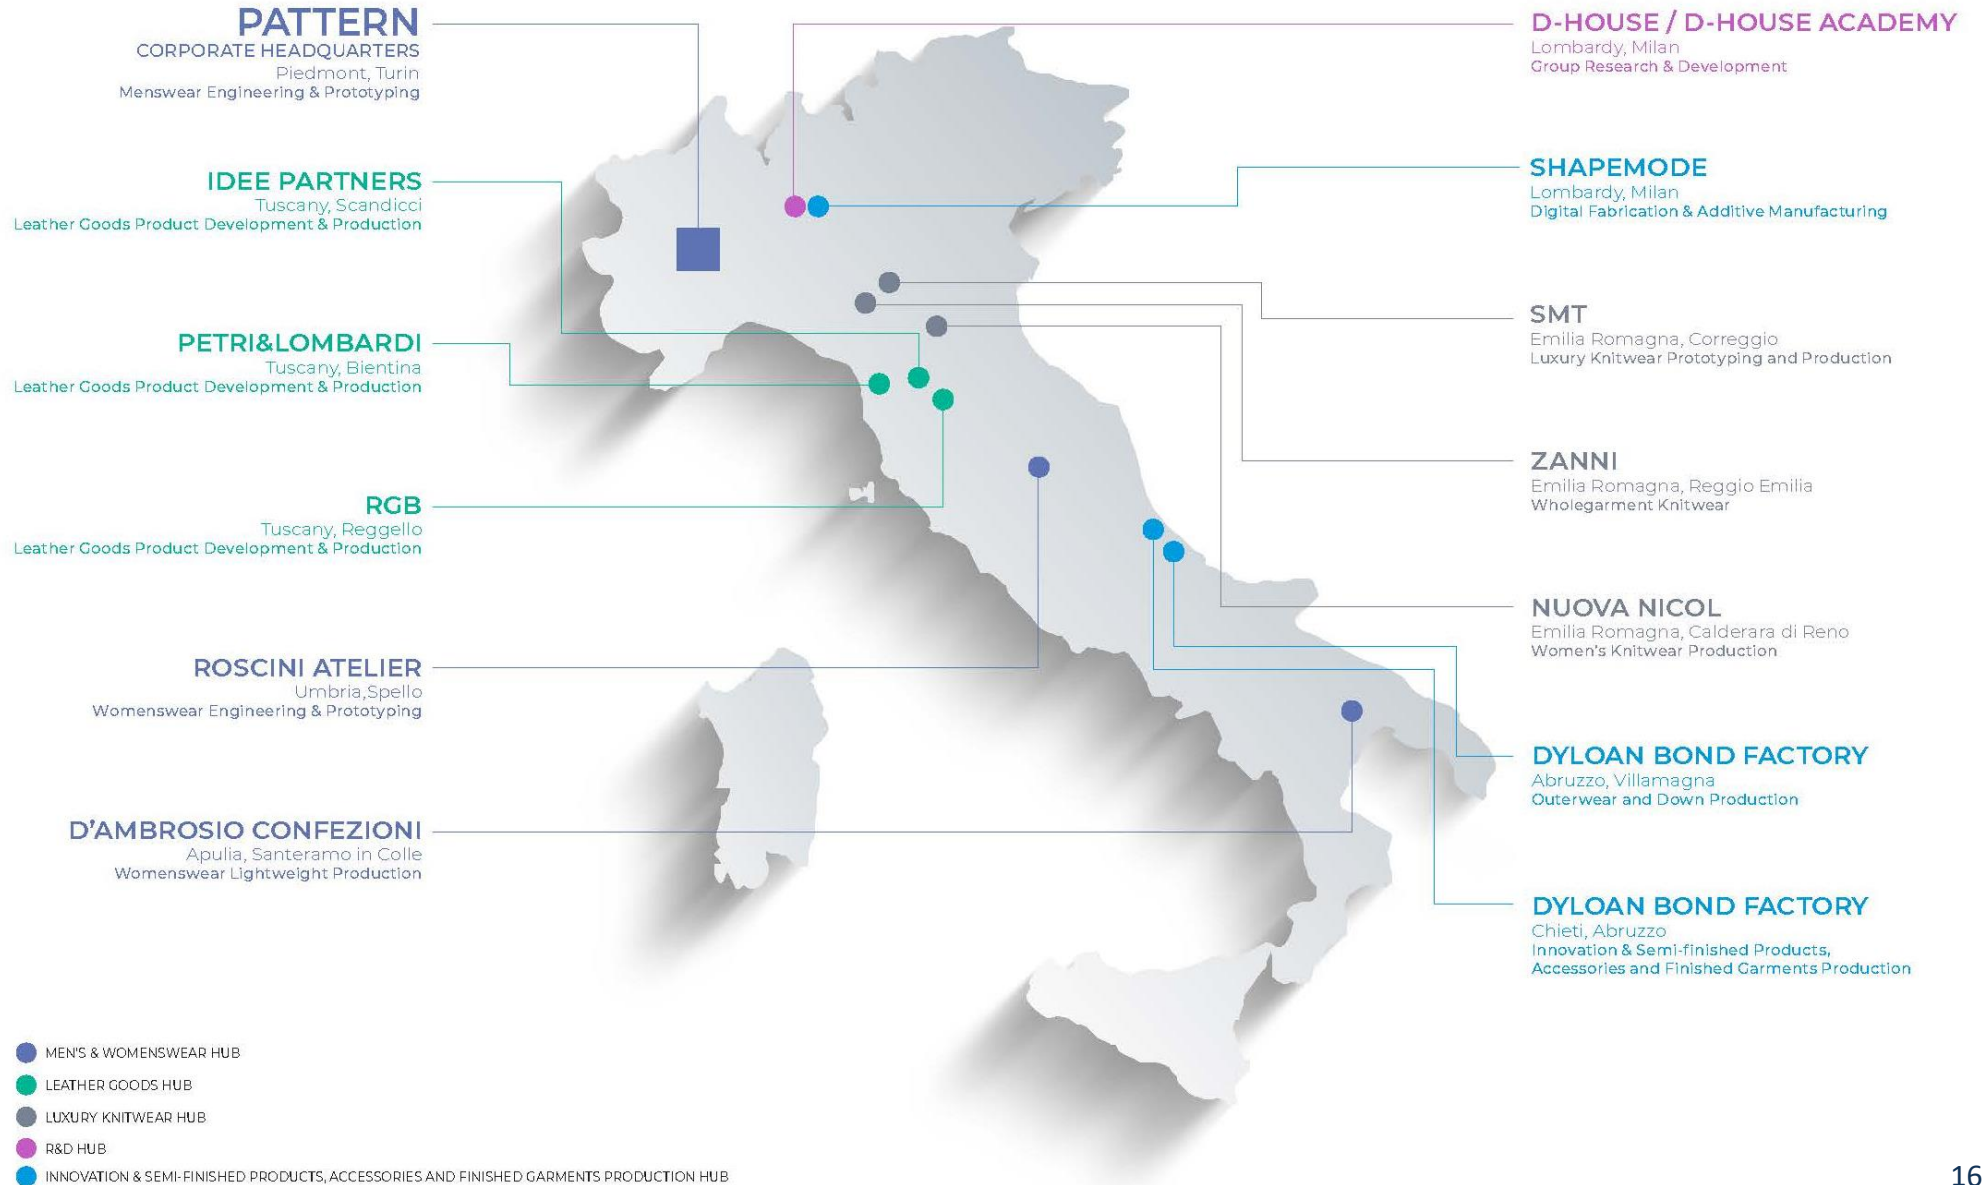 PATTERN
CORPORATE HEADQUARTERS
Piedmont, Turin
Menswear Engineering & Prototyping
IDEE PARTNERS
Tuscany, Scandicci
Leather Goods Product Development & Production
PETRI&LOMBARDI
Tuscany, Bientina
Leather Goods Product Development & Production
RGB
Tuscany, Reggello
Leather Goods Product Development & Production
ROSCINI ATELIER
Umbria,Spello
Womenswear Engineering & Prototyping
D'AMBROSIO CONFEZIONI
Apulia, Santeramo in Colle
Womenswear Lightweight Production
D-HOUSE / D-HOUSE ACADEMY
Lombardy, Milan
Group Research & Development
SHAPEMODE
Lombardy, Milan
Digital Fabrication & Additive Manufacturing
SMT
Emilia Romagna, Correggio
Luxury Knitwear Prototyping and Production
ZANNI
Emilia Romagna, Reggio Emilia
Wholegarment Knitwear
NUOVA NICOL
Emilia Romagna, Calderara di Reno
Women's Knitwear Production
DYLOAN BOND FACTORY
Abruzzo, Villamagna
Outerwear and Down Production
DYLOAN BOND FACTORY
Chieti, Abruzzo
Innovation & Semi-finished Products,
Accessories and Finished Garments Production
MEN'S & WOMENSWEAR HUB
LEATHER GOODS HUB
LUXURY KNITWEAR HUB
R&D HUB
INNOVATION & SEMI-FINISHED PRODUCTS, ACCESSORIES AND FINISHED GARMENTS PRODUCTION HUB
16